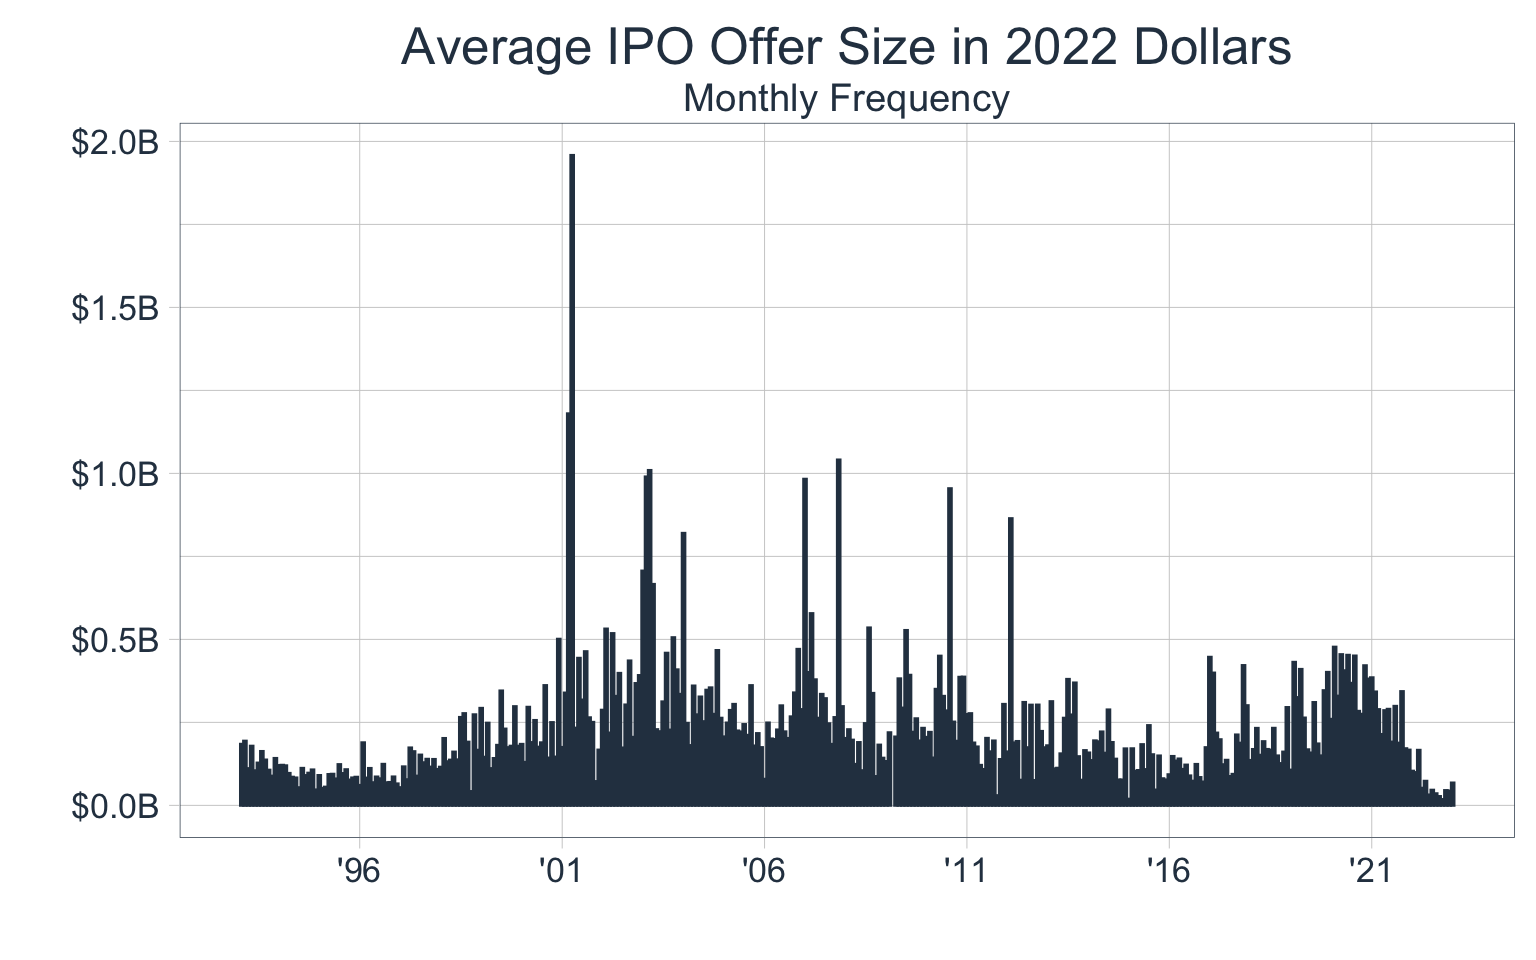 Average IPO Offer Size in 2022 Dollars
Monthly Frequency
$2.0B
$1.5B
$1.0B
$0.5B
$0.0B
'96 '01 '06 '11 '16 '21